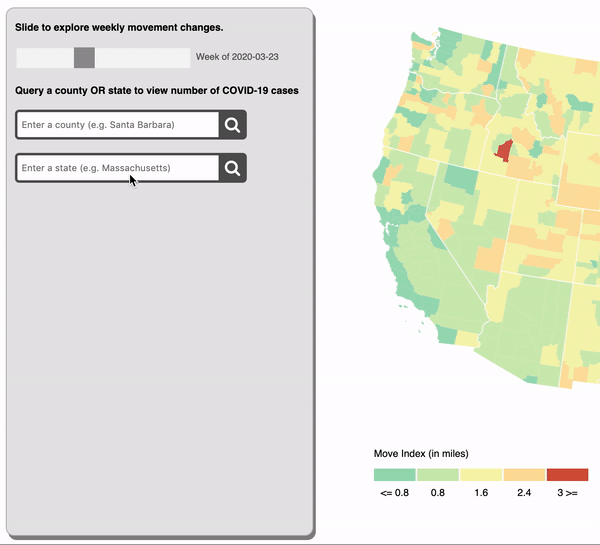 Slide to explore weekly movement changes.
Week of 2020-03-23
Query a county OR state to view number of COVID-19 cases
Enter a county (e.g. Santa Barbara)
Enter a state (e.g. Massachusetts)
Move Index (in miles)
<= 0.8 0.8 1.6 2.4 3 >=